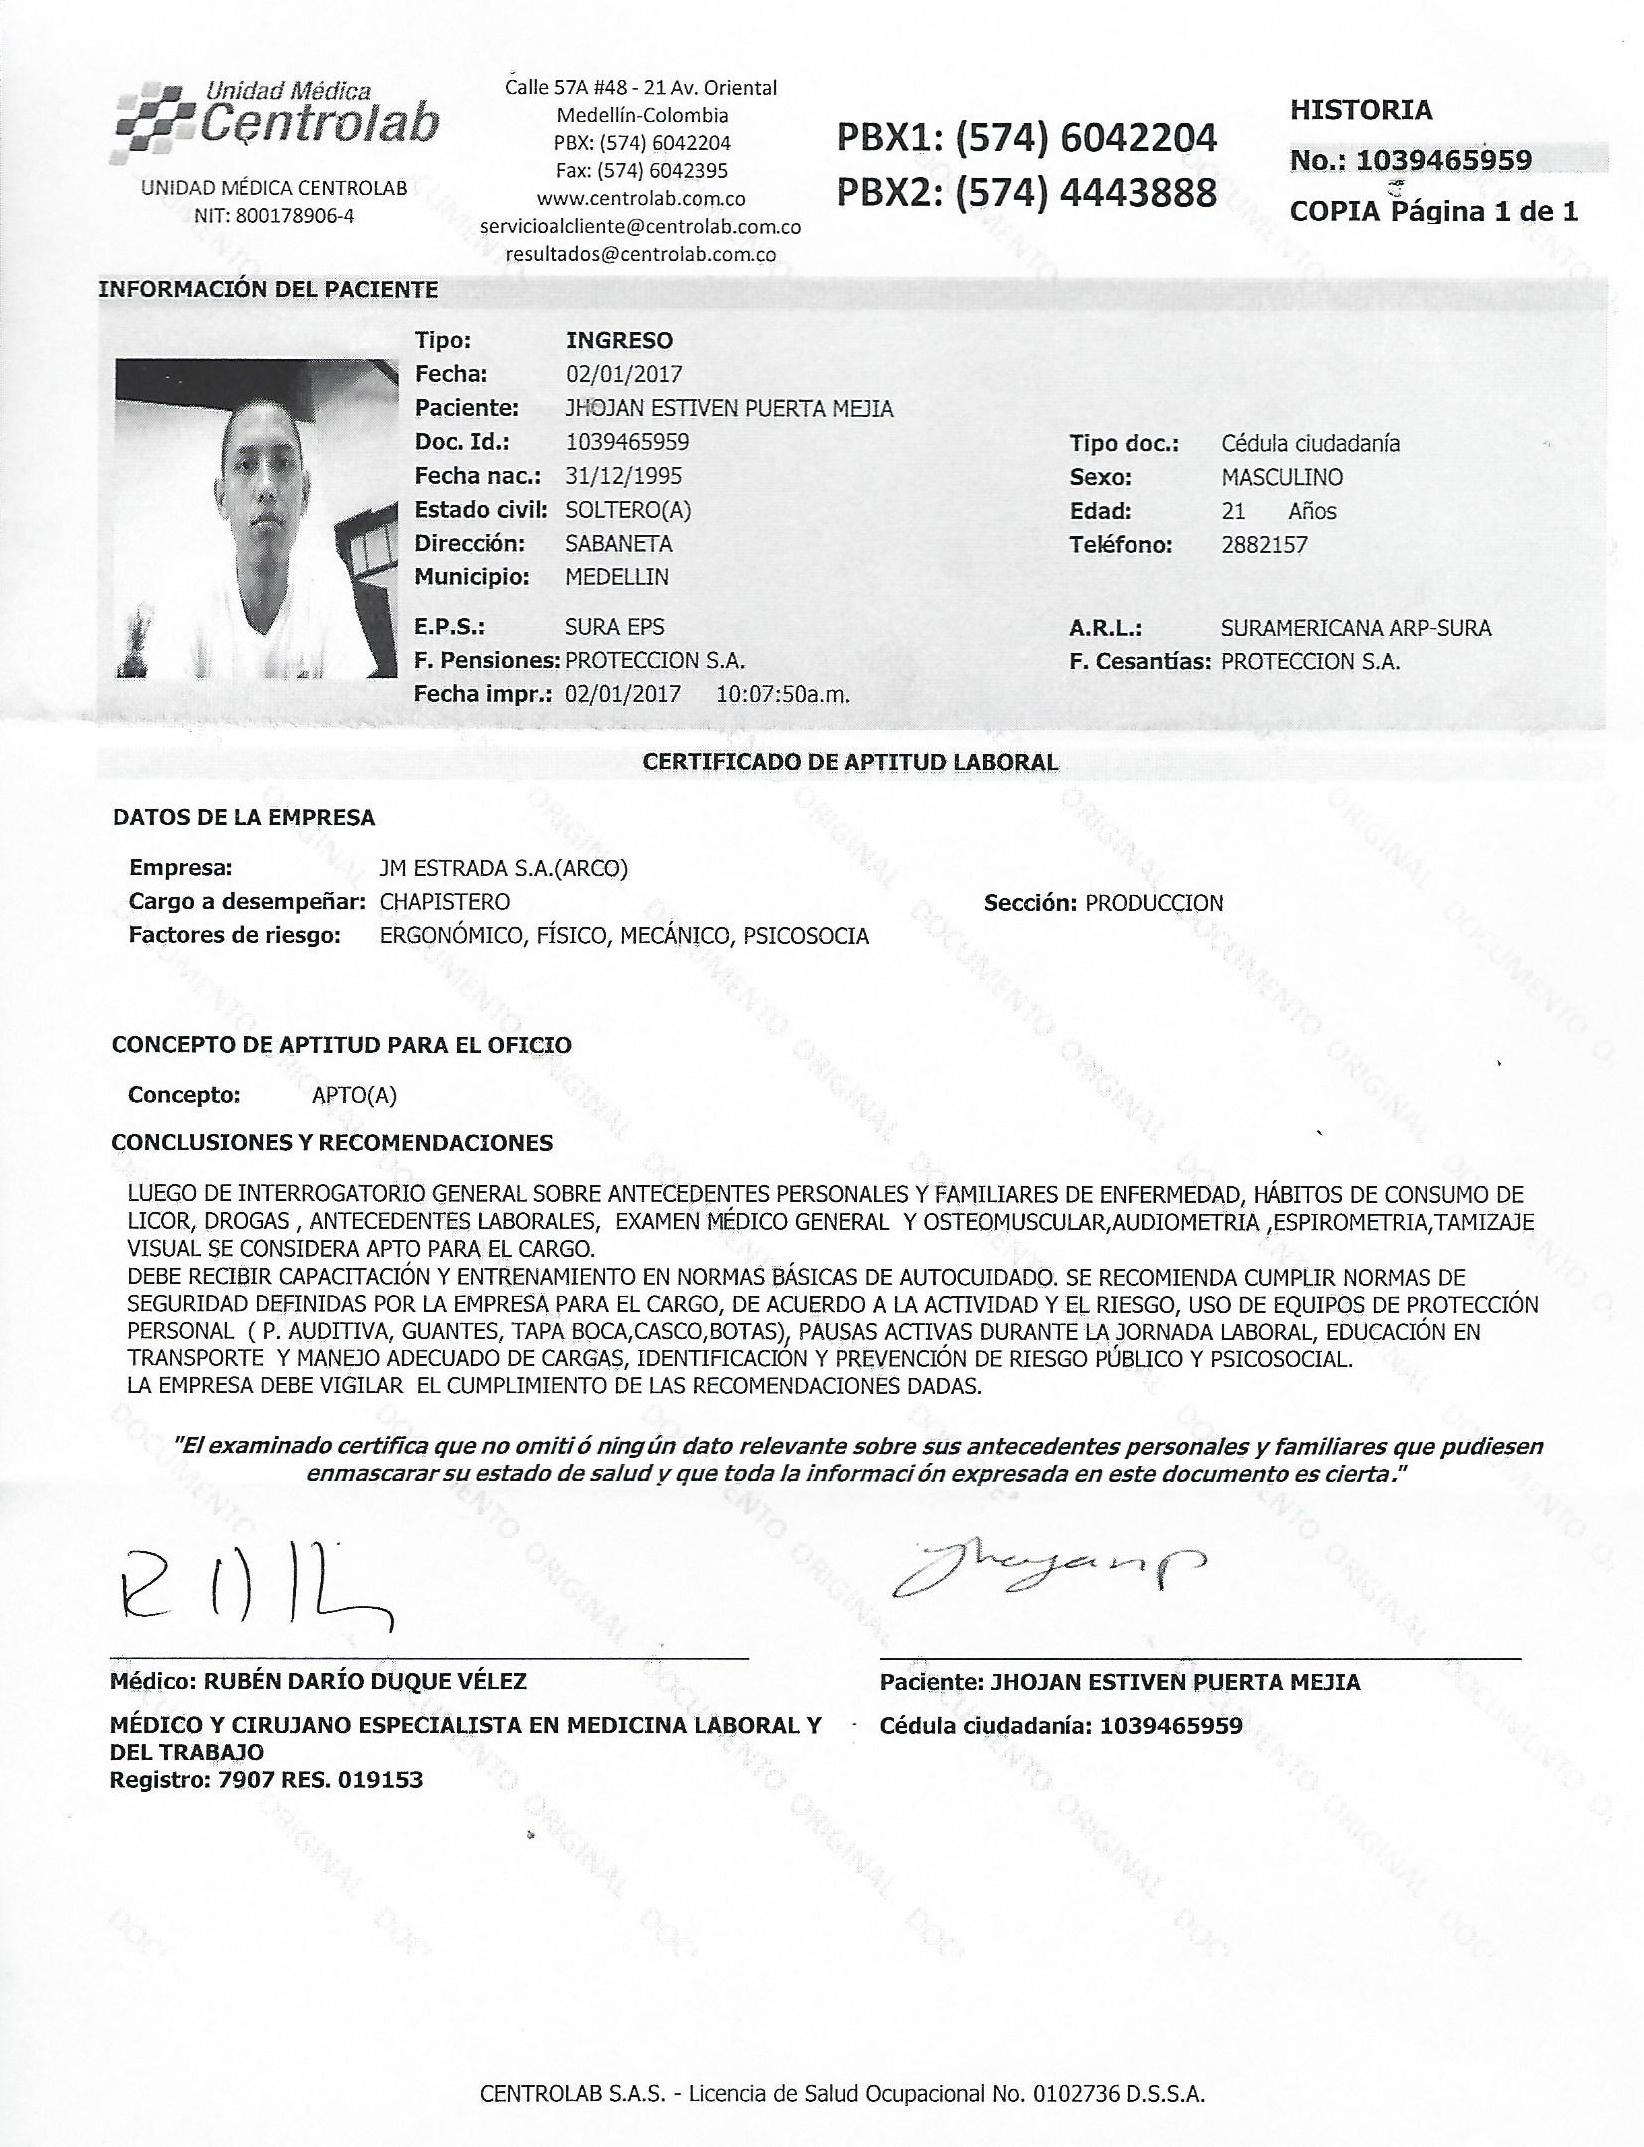 Unidad Médica
Centrolab
UNIDAD MÉDICA CENTROLAB
NIT: 800178906-4
Calle 57A #48 - 21 Av. Oriental
Medellín-Colombia
PBX: (574) 6042204
Fax: (574) 6042395
www.centrolab.com.co
servicioalcliente@centrolab.com.co
resultados@centrolab.com.co
PBX1: (574) 6042204
PBX2: (574) 4443888
HISTORIA
No.: 1039465959
COPIA Página 1 de 1
INFORMACIÓN DEL PACIENTE
Tipo: INGRESO
Fecha: 02/01/2017
Paciente: JHOJAN ESTIVEN PUERTA MEJIA
Doc. Id.: 1039465959 Tipo doc.: Cédula ciudadanía
Fecha nac.: 31/12/1995 Sexo: MASCULINO
Estado civil: SOLTERO(A) Edad: 21 Años
Dirección: SABANETA Teléfono: 2882157
Municipio: MEDELLIN
E.P.S.: SURA EPS A.R.L.: SURAMERICANA ARP-SURA
F. Pensiones: PROTECCION S.A. F. Cesantías: PROTECCION S.A.
Fecha impr.: 02/01/2017 10:07:50a.m.
CERTIFICADO DE APTITUD LABORAL
DATOS DE LA EMPRESA
Empresa: JM ESTRADA S.A.(ARCO)
Cargo a desempeñar: CHAPISTERO Sección: PRODUCCION
Factores de riesgo: ERGONÓMICO, FÍSICO, MECÁNICO, PSICOSOCIA
CONCEPTO DE APTITUD PARA EL OFICIO
Concepto: APTO(A)
CONCLUSIONES Y RECOMENDACIONES
LUEGO DE INTERROGATORIO GENERAL SOBRE ANTECEDENTES PERSONALES Y FAMILIARES DE ENFERMEDAD, HÁBITOS DE CONSUMO DE
LICOR, DROGAS , ANTECEDENTES LABORALES, EXAMEN MÉDICO GENERAL Y OSTEOMUSCULAR,AUDIOMETRIA ,ESPIROMETRIA,TAMIZAJE
VISUAL SE CONSIDERA APTO PARA EL CARGO.
DEBE RECIBIR CAPACITACIÓN Y ENTRENAMIENTO EN NORMAS BÁSICAS DE AUTOCUIDADO. SE RECOMIENDA CUMPLIR NORMAS DE
SEGURIDAD DEFINIDAS POR LA EMPRESA PARA EL CARGO, DE ACUERDO A LA ACTIVIDAD Y EL RIESGO, USO DE EQUIPOS DE PROTECCIÓN
PERSONAL ( P. AUDITIVA, GUANTES, TAPA BOCA,CASCO,BOTAS), PAUSAS ACTIVAS DURANTE LA JORNADA LABORAL, EDUCACIÓN EN
TRANSPORTE Y MANEJO ADECUADO DE CARGAS, IDENTIFICACIÓN Y PREVENCIÓN DE RIESGO PÚBLICO Y PSICOSOCIAL.
LA EMPRESA DEBE VIGILAR EL CUMPLIMIENTO DE LAS RECOMENDACIONES DADAS.
"El examinado certifica que no omitió ningún dato relevante sobre sus antecedentes personales y familiares que pudiesen
enmascarar su estado de salud y que toda la información expresada en este documento es cierta."
Jhojan p
Médico: RUBÉN DARÍO DUQUE VÉLEZ
MÉDICO Y CIRUJANO ESPECIALISTA EN MEDICINA LABORAL Y
DEL TRABAJO
Registro: 7907 RES. 019153
Paciente: JHOJAN ESTIVEN PUERTA MEJIA
Cédula ciudadanía: 1039465959
DOCUMENTO ORIGINAL
CENTROLAB S.A.S. - Licencia de Salud Ocupacional No. 0102736 D.S.S.A.